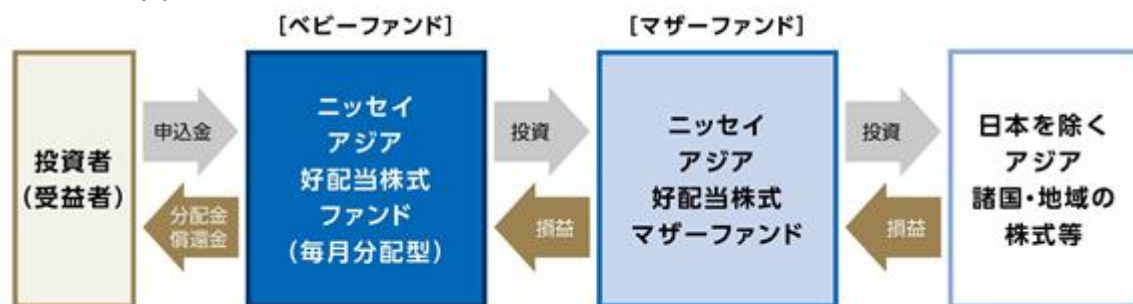 [ベビーファンド]
[マザーファンド]
投資者
(受益者)
申込金
分配金
償還金
ニッセイ
アジア
好配当株式
ファンド
(毎月分配型)
投資
損益
ニッセイ
アジア
好配当株式
マザーファンド
投資
損益
日本を除く
アジア
諸国・地域の
株式等